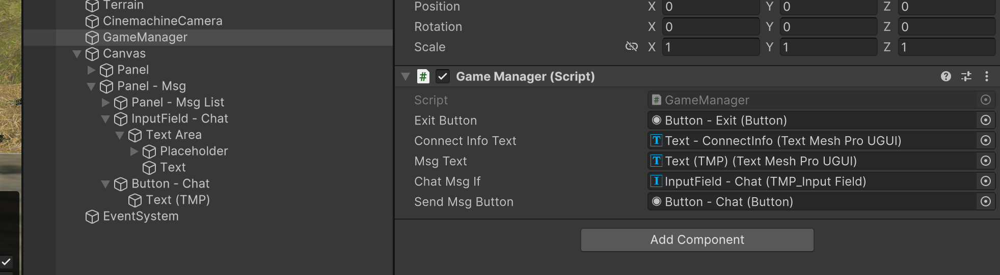 Terrain
CinemachineCamera
GameManager
Canvas
Panel
Panel - Msg
Panel - Msg List
InputField - Chat
Text Area
Placeholder
Text
Button - Chat
Text (TMP)
EventSystem
Position X 0 Y 0 Z 0
Rotation X 0 Y 0 Z 0
Scale X 1 Y 1 Z 1
# Game Manager (Script)
Script # GameManager
Exit Button Button - Exit (Button)
Connect Info Text T Text - ConnectInfo (Text Mesh Pro UGUI)
Msg Text T Text (TMP) (Text Mesh Pro UGUI)
Chat Msg If I InputField - Chat (TMP_Input Field)
Send Msg Button Button - Chat (Button)
Add Component